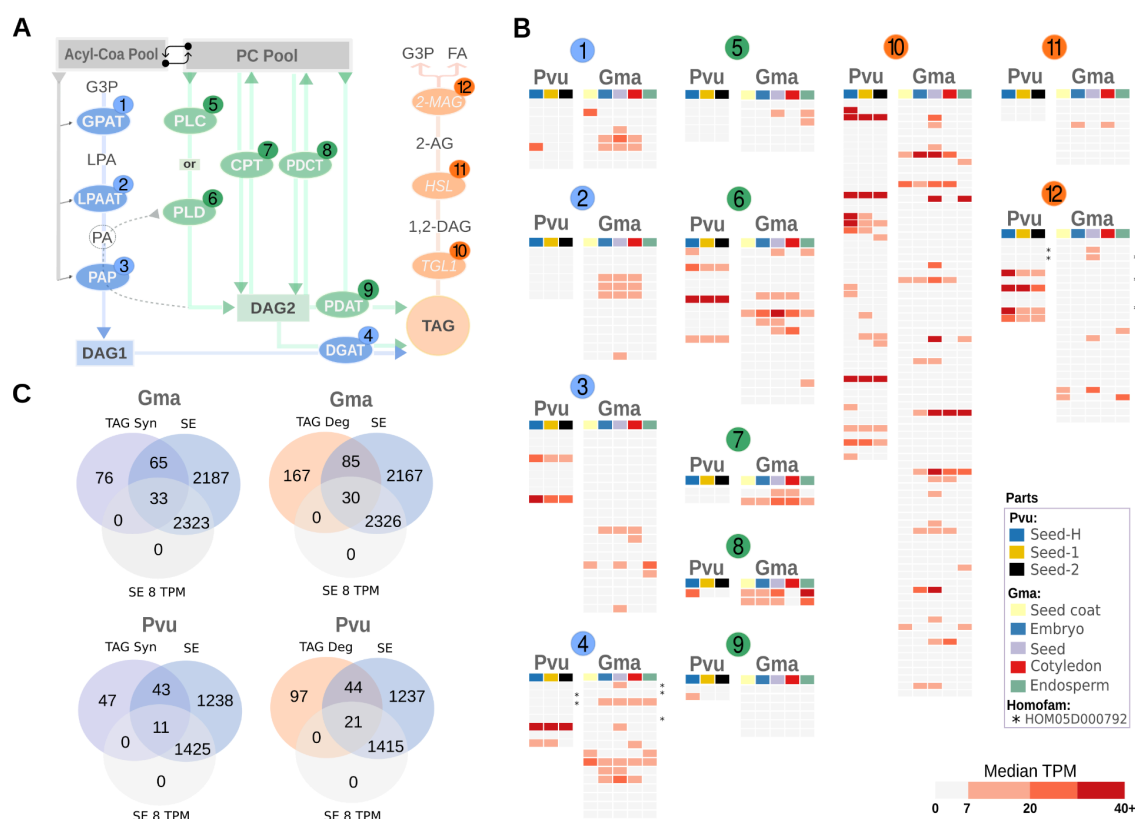 A
Acyl-Coa Pool
PC Pool
G3P
GPAT
1
LPA
LPAAT
2
PA
PAP
3
DAG1
PLC
5
or
PLD
6
CPT
7
PDCT
8
DAG2
PDAT
9
DGAT
4
G3P FA
2-MAG
12
2-AG
HSL
11
1,2-DAG
TGL1
10
TAG
B
1
Pvu Gma
2
Pvu Gma
3
Pvu Gma
4
Pvu Gma
*
*
*
*
*
5
Pvu Gma
6
Pvu Gma
7
Pvu Gma
8
Pvu Gma
9
Pvu Gma
10
Pvu Gma
11
Pvu Gma
12
Pvu Gma
*
*
Parts
Pvu:
Seed-H
Seed-1
Seed-2
Gma:
Seed coat
Embryo
Seed
Cotyledon
Endosperm
Homofam:
* HOM05D000792
Median TPM
0 7 20 40+
C
Gma
TAG Syn SE
76 65 2187
33
0 2323
0
SE 8 TPM
Gma
TAG Deg SE
167 85 2167
30
0 2326
0
SE 8 TPM
Pvu
TAG Syn SE
47 43 1238
11
0 1425
0
SE 8 TPM
Pvu
TAG Deg SE
97 44 1237
21
0 1415
0
SE 8 TPM